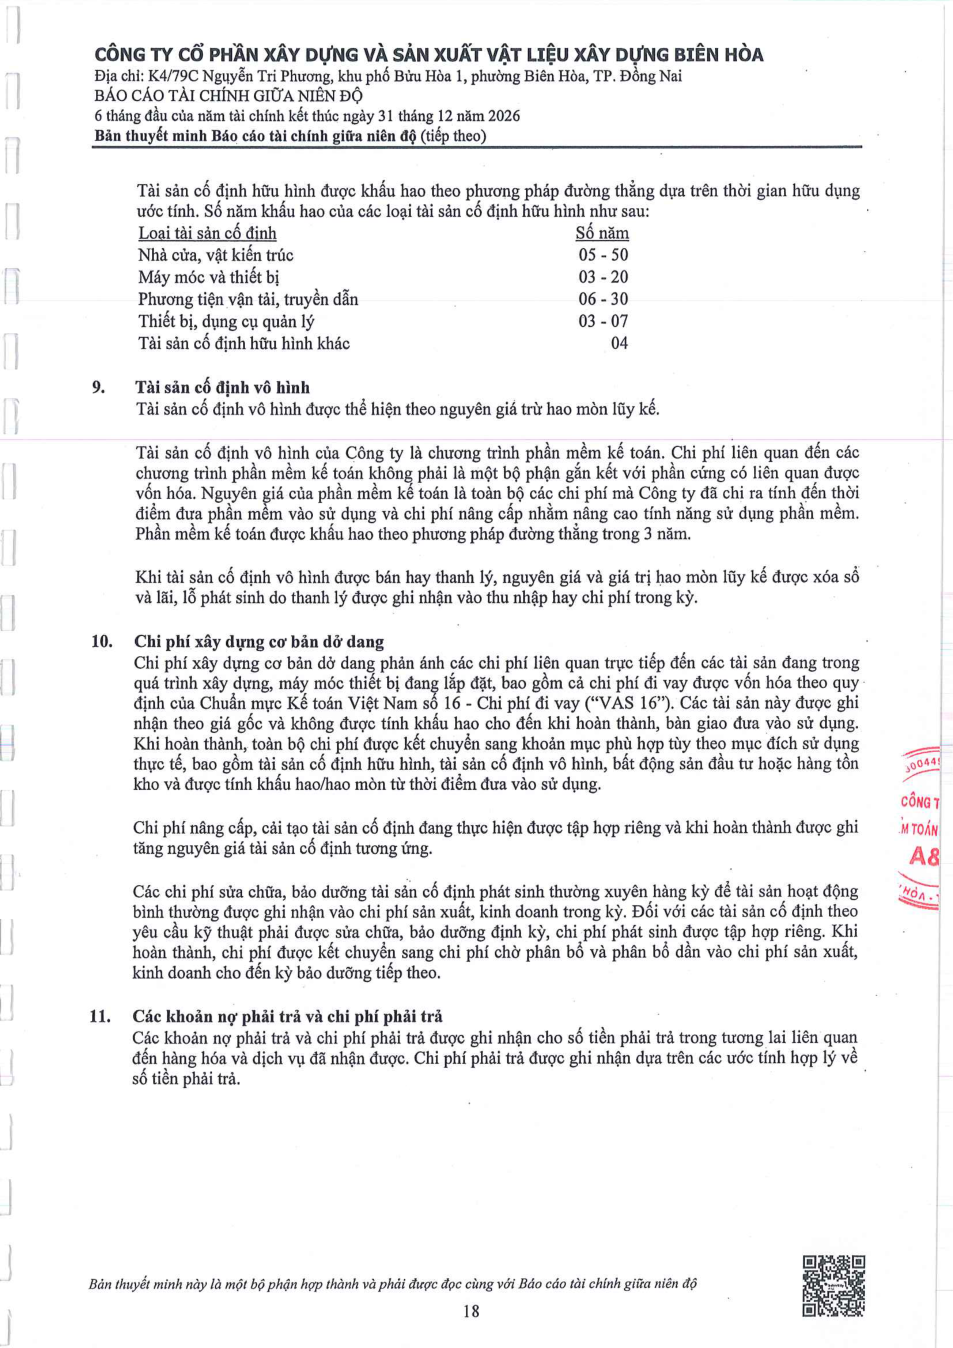 CÔNG TY CỔ PHẦN XÂY DỰNG VÀ SẢN XUẤT VẬT LIỆU XÂY DỰNG BIÊN HÒA
Địa chỉ: K4/79C Nguyễn Tri Phương, khu phố Bửu Hòa 1, phường Biên Hòa, TP. Đồng Nai
BÁO CÁO TÀI CHÍNH GIỮA NIÊN ĐỘ
6 tháng đầu của năm tài chính kết thúc ngày 31 tháng 12 năm 2026
Bản thuyết minh Báo cáo tài chính giữa niên độ (tiếp theo)
Tài sản cố định hữu hình được khấu hao theo phương pháp đường thẳng dựa trên thời gian hữu dụng
ước tính. Số năm khấu hao của các loại tài sản cố định hữu hình như sau:
Loại tài sản cố định Số năm
Nhà cửa, vật kiến trúc 05 - 50
Máy móc và thiết bị 03 - 20
Phương tiện vận tải, truyền dẫn 06 - 30
Thiết bị, dụng cụ quản lý 03 - 07
Tài sản cố định hữu hình khác 04
9. Tài sản cố định vô hình
Tài sản cố định vô hình được thể hiện theo nguyên giá trừ hao mòn lũy kế.
Tài sản cố định vô hình của Công ty là chương trình phần mềm kế toán. Chi phí liên quan đến các
chương trình phần mềm kế toán không phải là một bộ phận gắn kết với phần cứng có liên quan được
vốn hóa. Nguyên giá của phần mềm kế toán là toàn bộ các chi phí mà Công ty đã chi ra tính đến thời
điểm đưa phần mềm vào sử dụng và chi phí nâng cấp nhằm nâng cao tính năng sử dụng phần mềm.
Phần mềm kế toán được khấu hao theo phương pháp đường thẳng trong 3 năm.
Khi tài sản cố định vô hình được bán hay thanh lý, nguyên giá và giá trị hao mòn lũy kế được xóa sổ
và lãi, lỗ phát sinh do thanh lý được ghi nhận vào thu nhập hay chi phí trong kỳ.
10. Chi phí xây dựng cơ bản dở dang
Chi phí xây dựng cơ bản dở dang phản ánh các chi phí liên quan trực tiếp đến các tài sản đang trong
quá trình xây dựng, máy móc thiết bị đang lắp đặt, bao gồm cả chi phí đi vay được vốn hóa theo quy
định của Chuẩn mực Kế toán Việt Nam số 16 - Chi phí đi vay (“VAS 16”). Các tài sản này được ghi
nhận theo giá gốc và không được tính khấu hao cho đến khi hoàn thành, bàn giao đưa vào sử dụng.
Khi hoàn thành, toàn bộ chi phí được kết chuyển sang khoản mục phù hợp tùy theo mục đích sử dụng
thực tế, bao gồm tài sản cố định hữu hình, tài sản cố định vô hình, bất động sản đầu tư hoặc hàng tồn
kho và được tính khấu hao/hao mòn từ thời điểm đưa vào sử dụng.
Chi phí nâng cấp, cải tạo tài sản cố định đang thực hiện được tập hợp riêng và khi hoàn thành được ghi
tăng nguyên giá tài sản cố định tương ứng.
Các chi phí sửa chữa, bảo dưỡng tài sản cố định phát sinh thường xuyên hàng kỳ để tài sản hoạt động
bình thường được ghi nhận vào chi phí sản xuất, kinh doanh trong kỳ. Đối với các tài sản cố định theo
yêu cầu kỹ thuật phải được sửa chữa, bảo dưỡng định kỳ, chi phí phát sinh được tập hợp riêng. Khi
hoàn thành, chi phí được kết chuyển sang chi phí chờ phân bổ và phân bổ dần vào chi phí sản xuất,
kinh doanh cho đến kỳ bảo dưỡng tiếp theo.
11. Các khoản nợ phải trả và chi phí phải trả
Các khoản nợ phải trả và chi phí phải trả được ghi nhận cho số tiền phải trả trong tương lai liên quan
đến hàng hóa và dịch vụ đã nhận được. Chi phí phải trả được ghi nhận dựa trên các ước tính hợp lý về
số tiền phải trả.
CÔNG T
M TOÁN
A&
Bản thuyết minh này là một bộ phận hợp thành và phải được đọc cùng với Báo cáo tài chính giữa niên độ
18